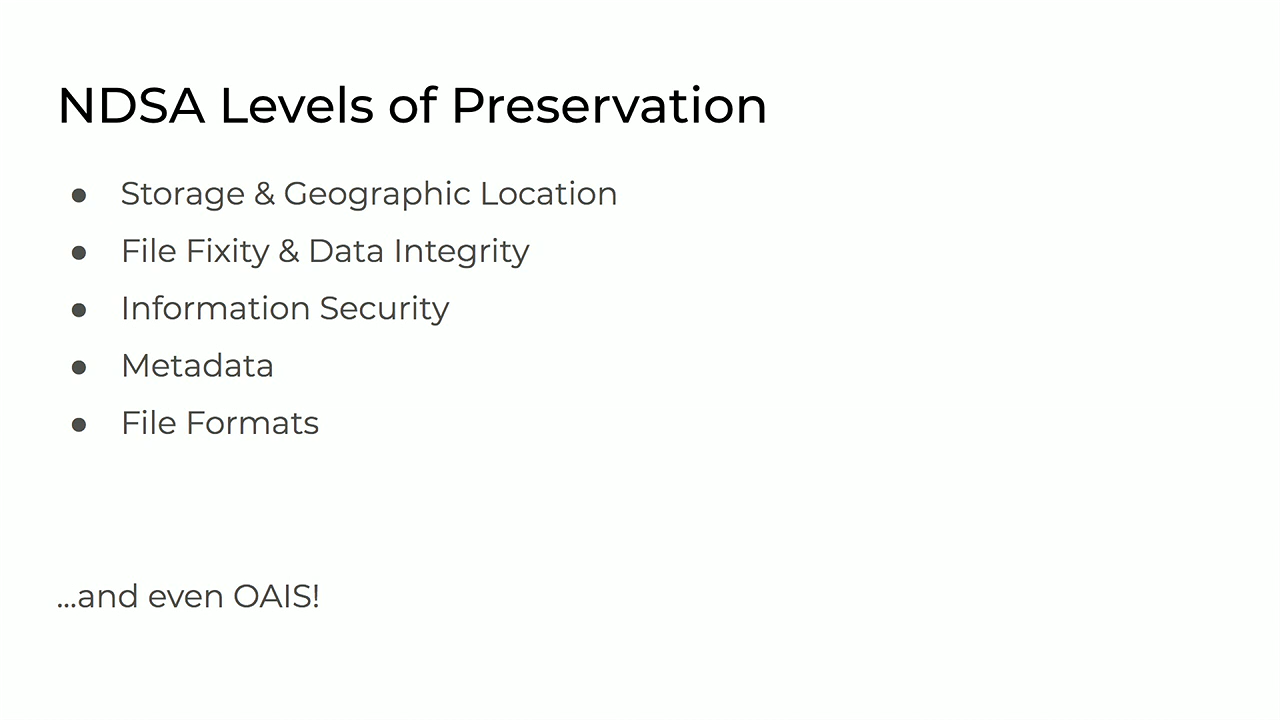 NDSA Levels of Preservation
● Storage & Geographic Location
● File Fixity & Data Integrity
● Information Security
● Metadata
● File Formats
...and even OAIS!